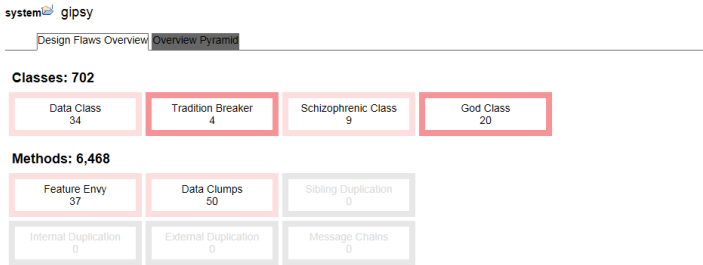 system gipsy
Design Flaws Overview Overview Pyramid
Classes: 702
Data Class Tradition Breaker Schizophrenic Class God Class
34 4 9 20
Methods: 6,468
Feature Envy Data Clumps Sibling Duplication
37 50 0
Internal Duplication External Duplication Message Chains
0 0 0